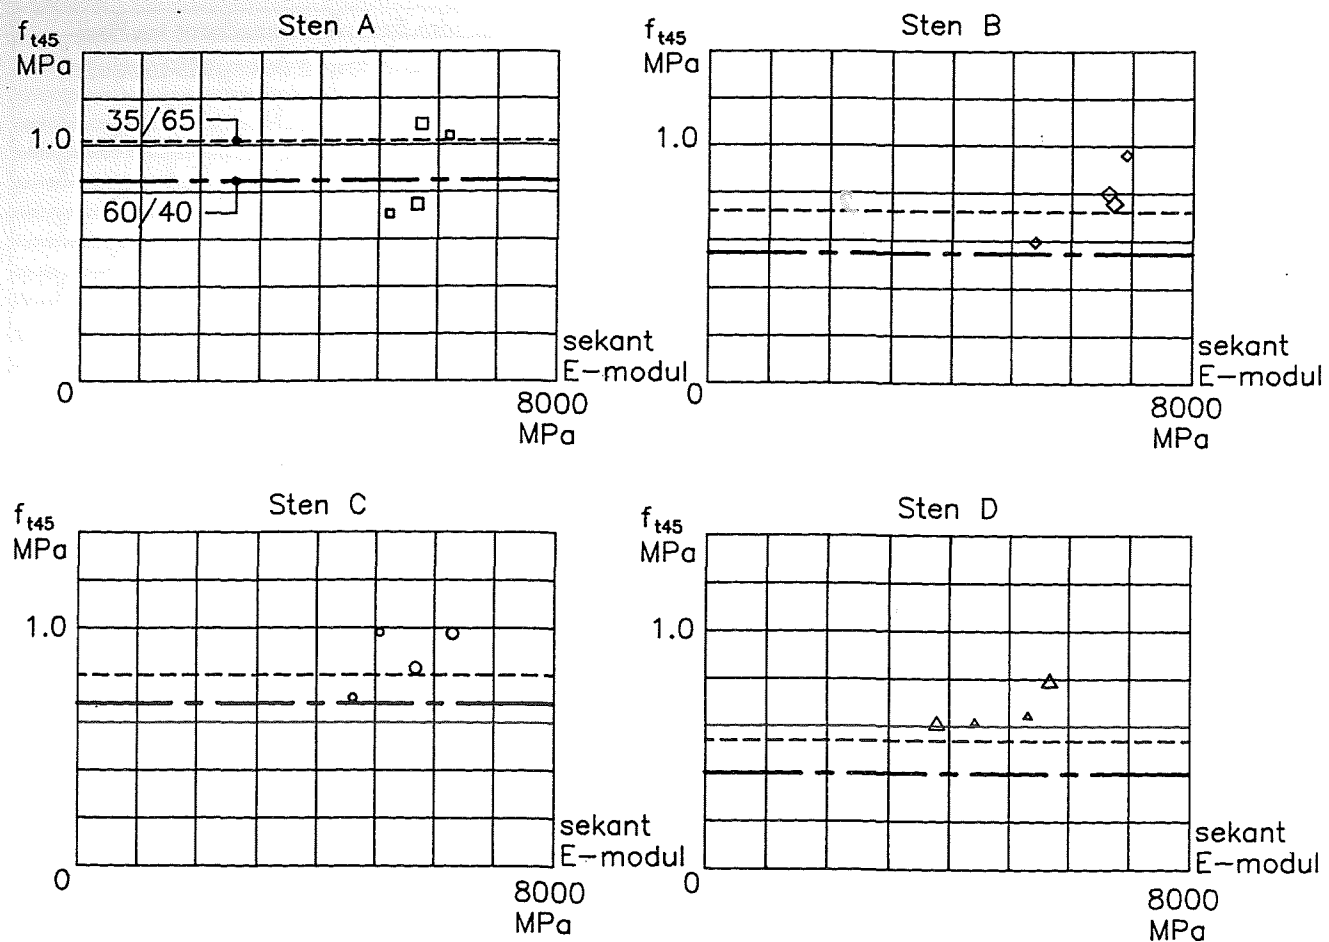 Sten A
f_t45
MPa
1.0
35/65
60/40
0
sekant
E-modul
8000
MPa
Sten B
f_t45
MPa
1.0
0
sekant
E-modul
8000
MPa
Sten C
f_t45
MPa
1.0
0
sekant
E-modul
8000
MPa
Sten D
f_t45
MPa
1.0
0
sekant
E-modul
8000
MPa